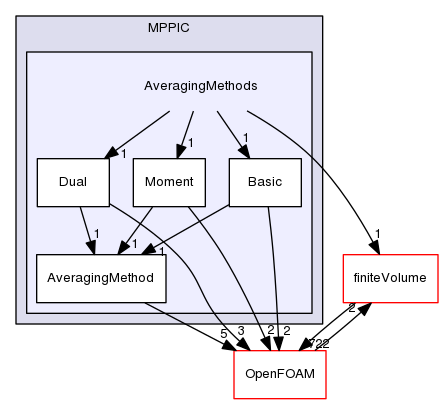 MPPIC
AveragingMethods
1
1
1
Dual
Moment
Basic
1
1
1
1
AveragingMethod
finiteVolume
5
3
2
2
722
2
OpenFOAM